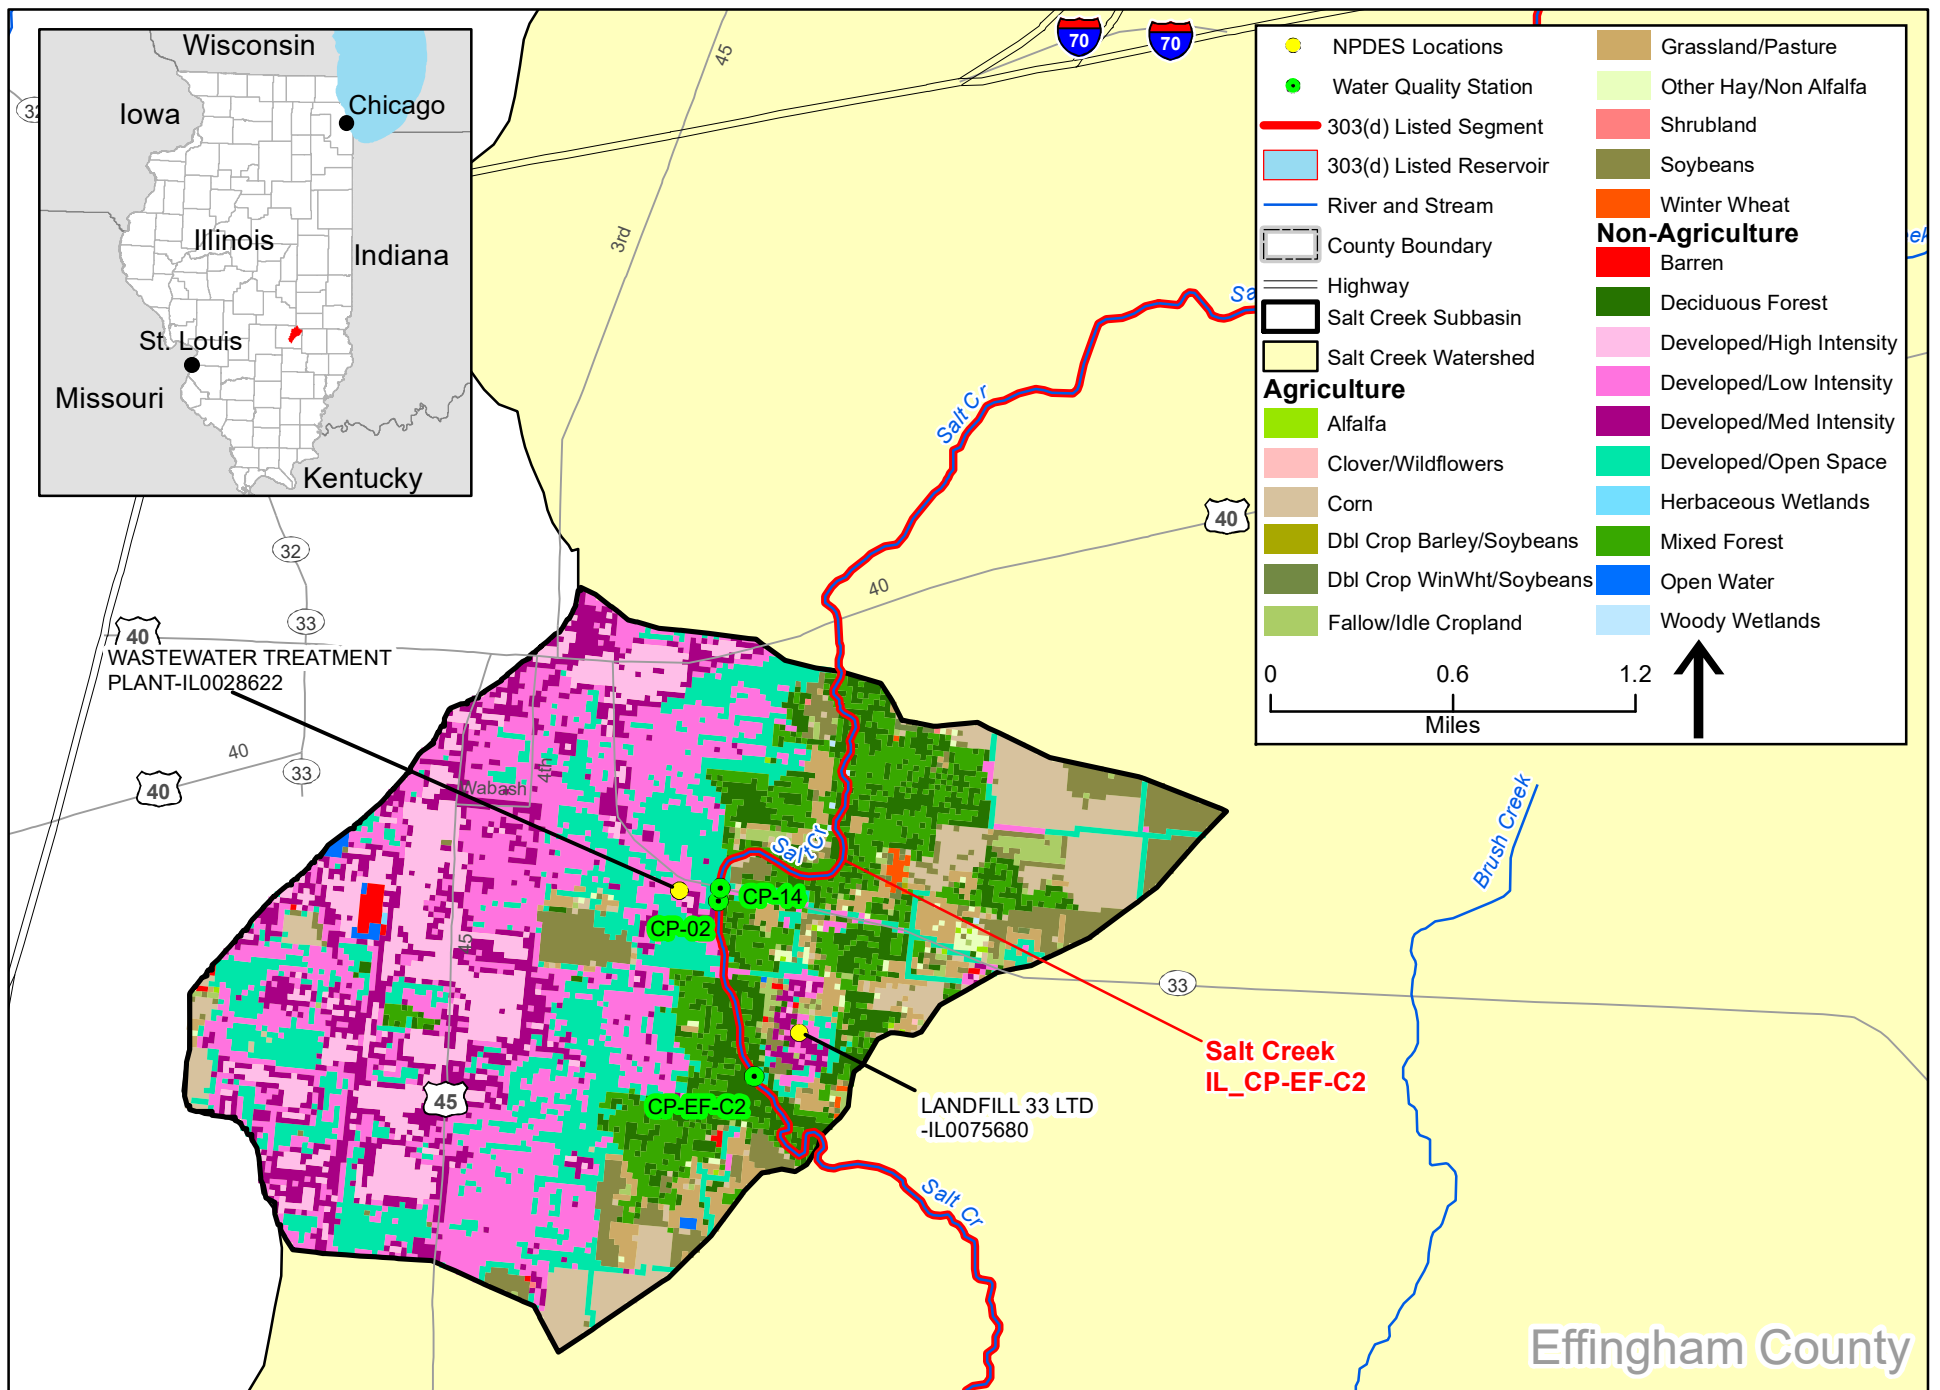 Wisconsin
Iowa
Chicago
Illinois
Indiana
St. Louis
Missouri
Kentucky
45
70
70
3rd
32
33
40
40
33
40
40
40
WASTEWATER TREATMENT
PLANT-IL0028622
4th
Wabash
45
45
Salt Cr
Salt Cr
Salt Cr
CP-14
CP-02
CP-EF-C2
LANDFILL 33 LTD
-IL0075680
Salt Creek
IL_CP-EF-C2
33
Brush Creek
Effingham County
NPDES Locations
Water Quality Station
303(d) Listed Segment
303(d) Listed Reservoir
River and Stream
County Boundary
Highway
Salt Creek Subbasin
Salt Creek Watershed
Agriculture
Alfalfa
Clover/Wildflowers
Corn
Dbl Crop Barley/Soybeans
Dbl Crop WinWht/Soybeans
Fallow/Idle Cropland
Grassland/Pasture
Other Hay/Non Alfalfa
Shrubland
Soybeans
Winter Wheat
Non-Agriculture
Barren
Deciduous Forest
Developed/High Intensity
Developed/Low Intensity
Developed/Med Intensity
Developed/Open Space
Herbaceous Wetlands
Mixed Forest
Open Water
Woody Wetlands
0 0.6 1.2
Miles